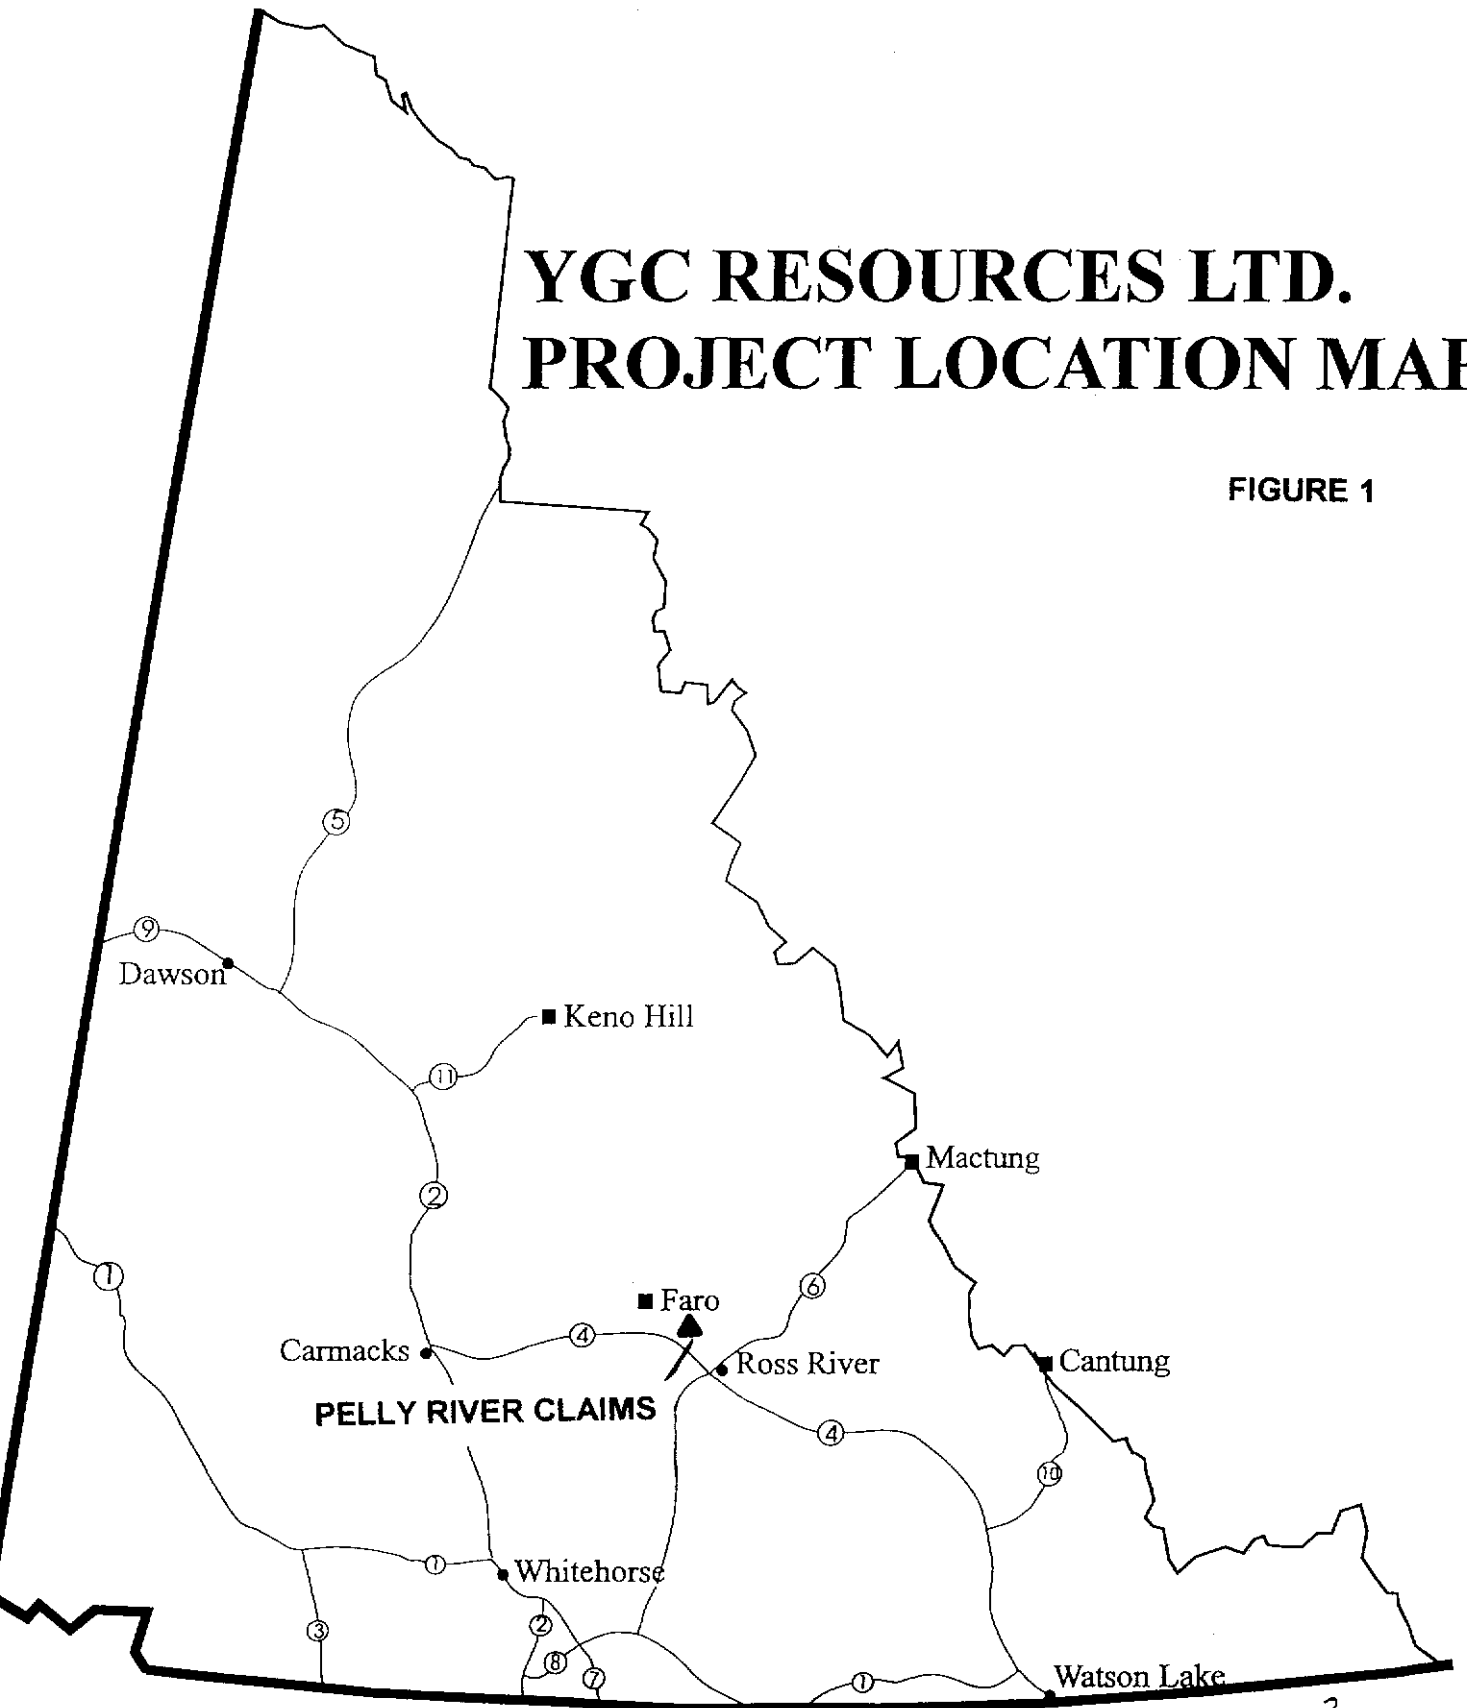 YGC RESOURCES LTD.
PROJECT LOCATION MAP
FIGURE 1
5
9
Dawson
Keno Hill
11
Mactung
2
1
6
Faro
4
Carmacks
Ross River
Cantung
PELLY RIVER CLAIMS
4
10
1
Whitehorse
2
3
8
7
1
Watson Lake